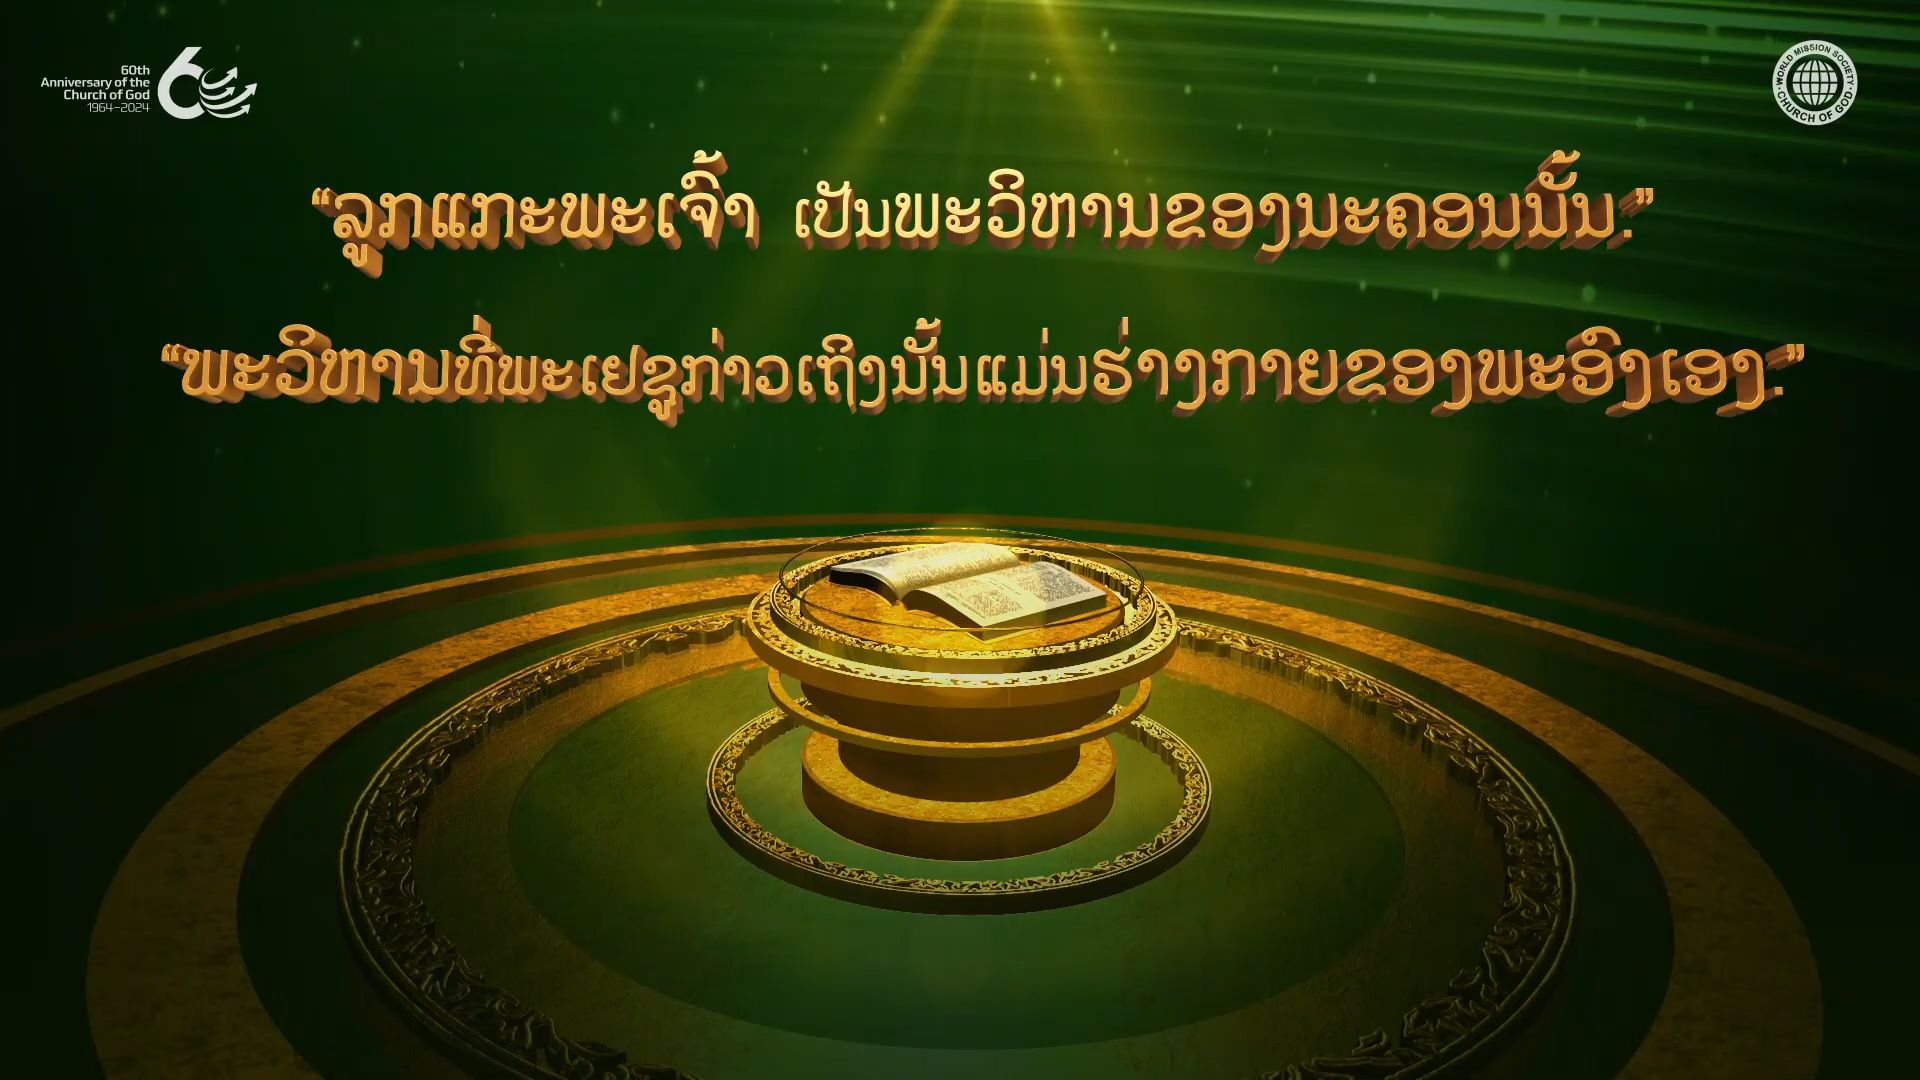 60th
Anniversary of the
Church of God
1964–2024
60
WORLD MISSION SOCIETY
CHURCH OF GOD
“ລູກແກະພະເຈົ້າ ເປັນພະວິຫານຂອງນະຄອນນັ້ນ.”
“ພະວິຫານທີ່ພະເຢຊູກ່າວເຖິງນັ້ນແມ່ນຮ່າງກາຍຂອງພະອົງເອງ.”